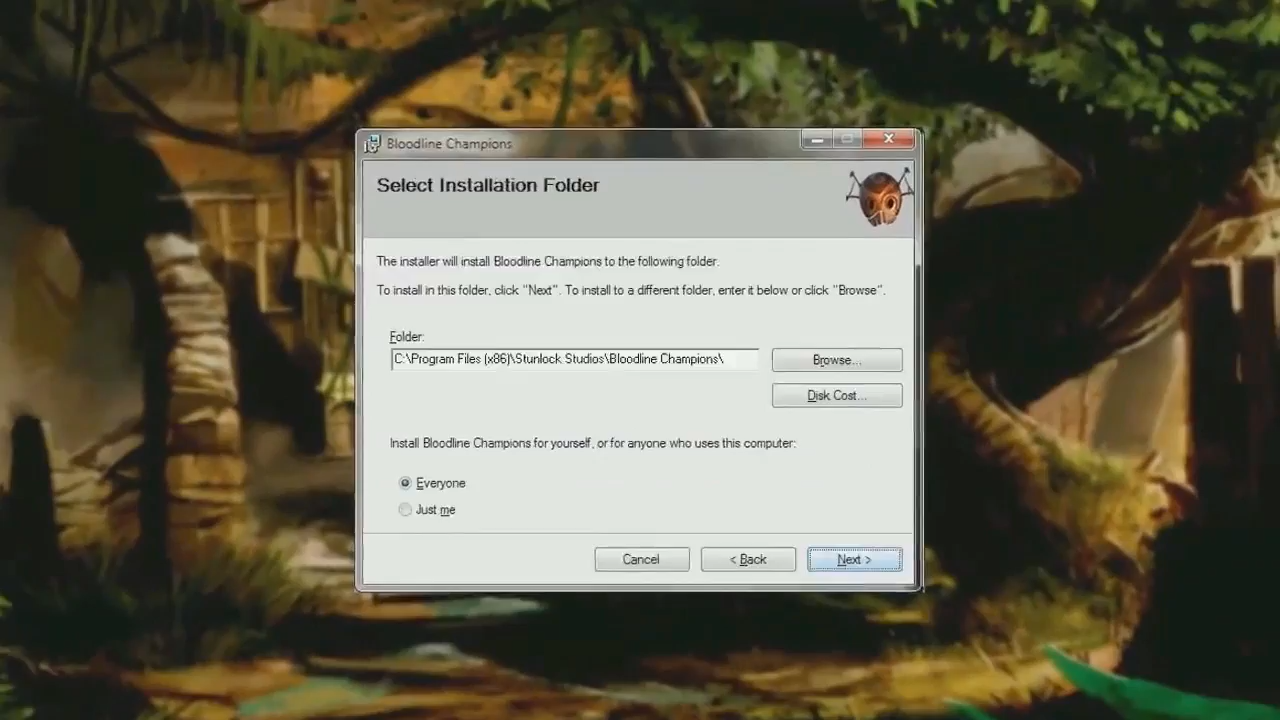 Bloodline Champions
Select Installation Folder
The installer will install Bloodline Champions to the following folder.
To install in this folder, click "Next". To install to a different folder, enter it below or click "Browse".
Folder:
C:\Program Files (x86)\Stunlock Studios\Bloodline Champions\
Browse...
Disk Cost...
Install Bloodline Champions for yourself, or for anyone who uses this computer:
Everyone
Just me
Cancel
< Back
Next >